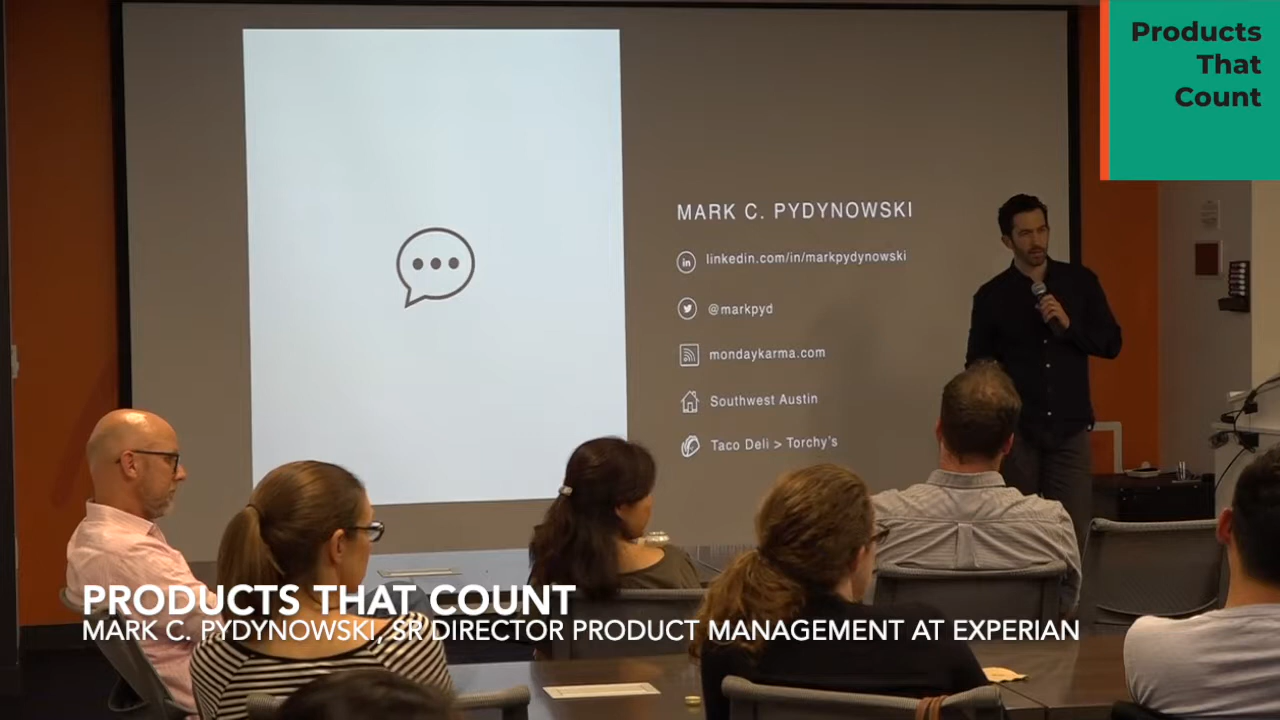 Products
That
Count
MARK C. PYDYNOWSKI
in
linkedin.com/in/markpydynowski
@markpyd
mondaykarma.com
Southwest Austin
Taco Deli > Torchy's
PRODUCTS THAT COUNT
MARK C. PYDYNOWSKI, SR DIRECTOR PRODUCT MANAGEMENT AT EXPERIAN